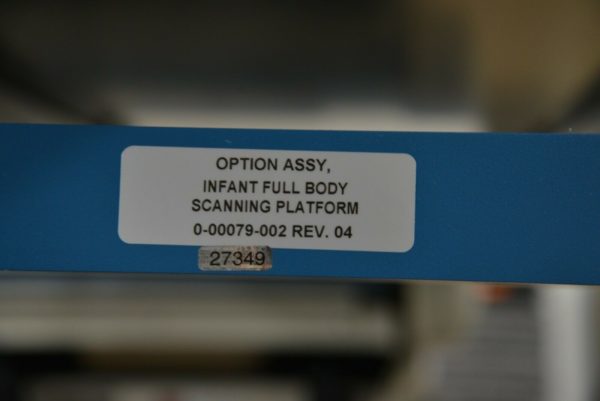 OPTION ASSY,
INFANT FULL BODY
SCANNING PLATFORM
0-00079-002 REV. 04
27349